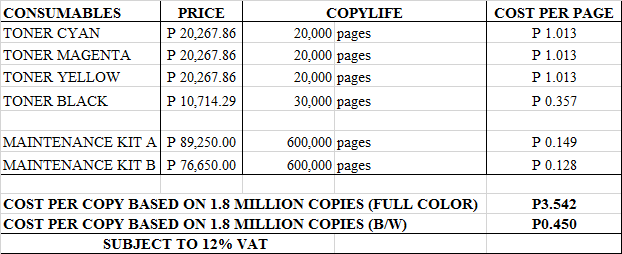 CONSUMABLES PRICE COPYLIFE COST PER PAGE
TONER CYAN P 20,267.86 20,000 pages P 1.013
TONER MAGENTA P 20,267.86 20,000 pages P 1.013
TONER YELLOW P 20,267.86 20,000 pages P 1.013
TONER BLACK P 10,714.29 30,000 pages P 0.357
MAINTENANCE KIT A P 89,250.00 600,000 pages P 0.149
MAINTENANCE KIT B P 76,650.00 600,000 pages P 0.128
COST PER COPY BASED ON 1.8 MILLION COPIES (FULL COLOR) P3.542
COST PER COPY BASED ON 1.8 MILLION COPIES (B/W) P0.450
SUBJECT TO 12% VAT